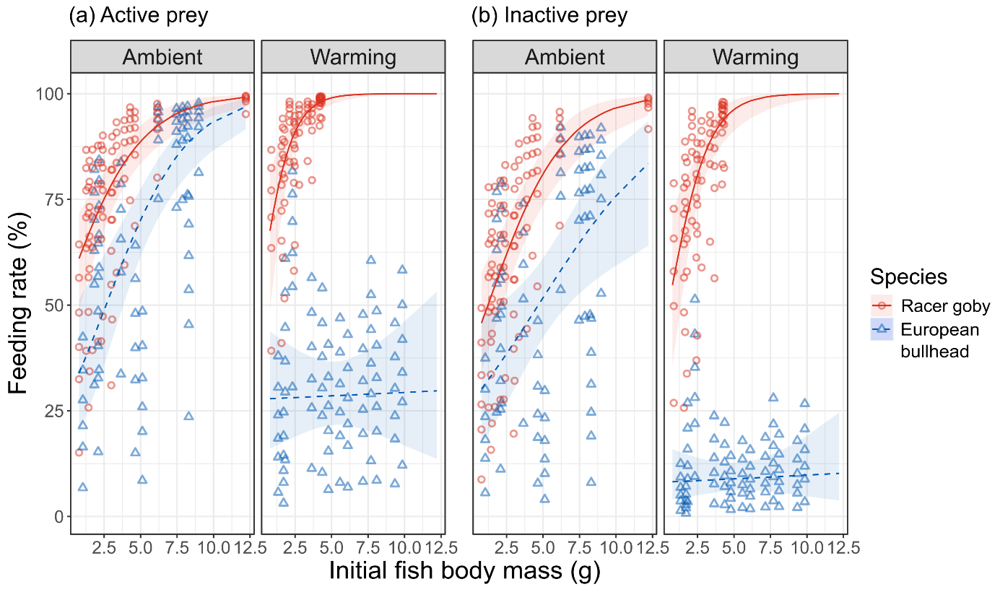 (a) Active prey
(b) Inactive prey
Ambient
Warming
Ambient
Warming
100
75
50
25
0
Feeding rate (%)
2.5 5.0 7.5 10.0 12.5
2.5 5.0 7.5 10.0 12.5
2.5 5.0 7.5 10.0 12.5
2.5 5.0 7.5 10.0 12.5
Initial fish body mass (g)
Species
Racer goby
European
bullhead